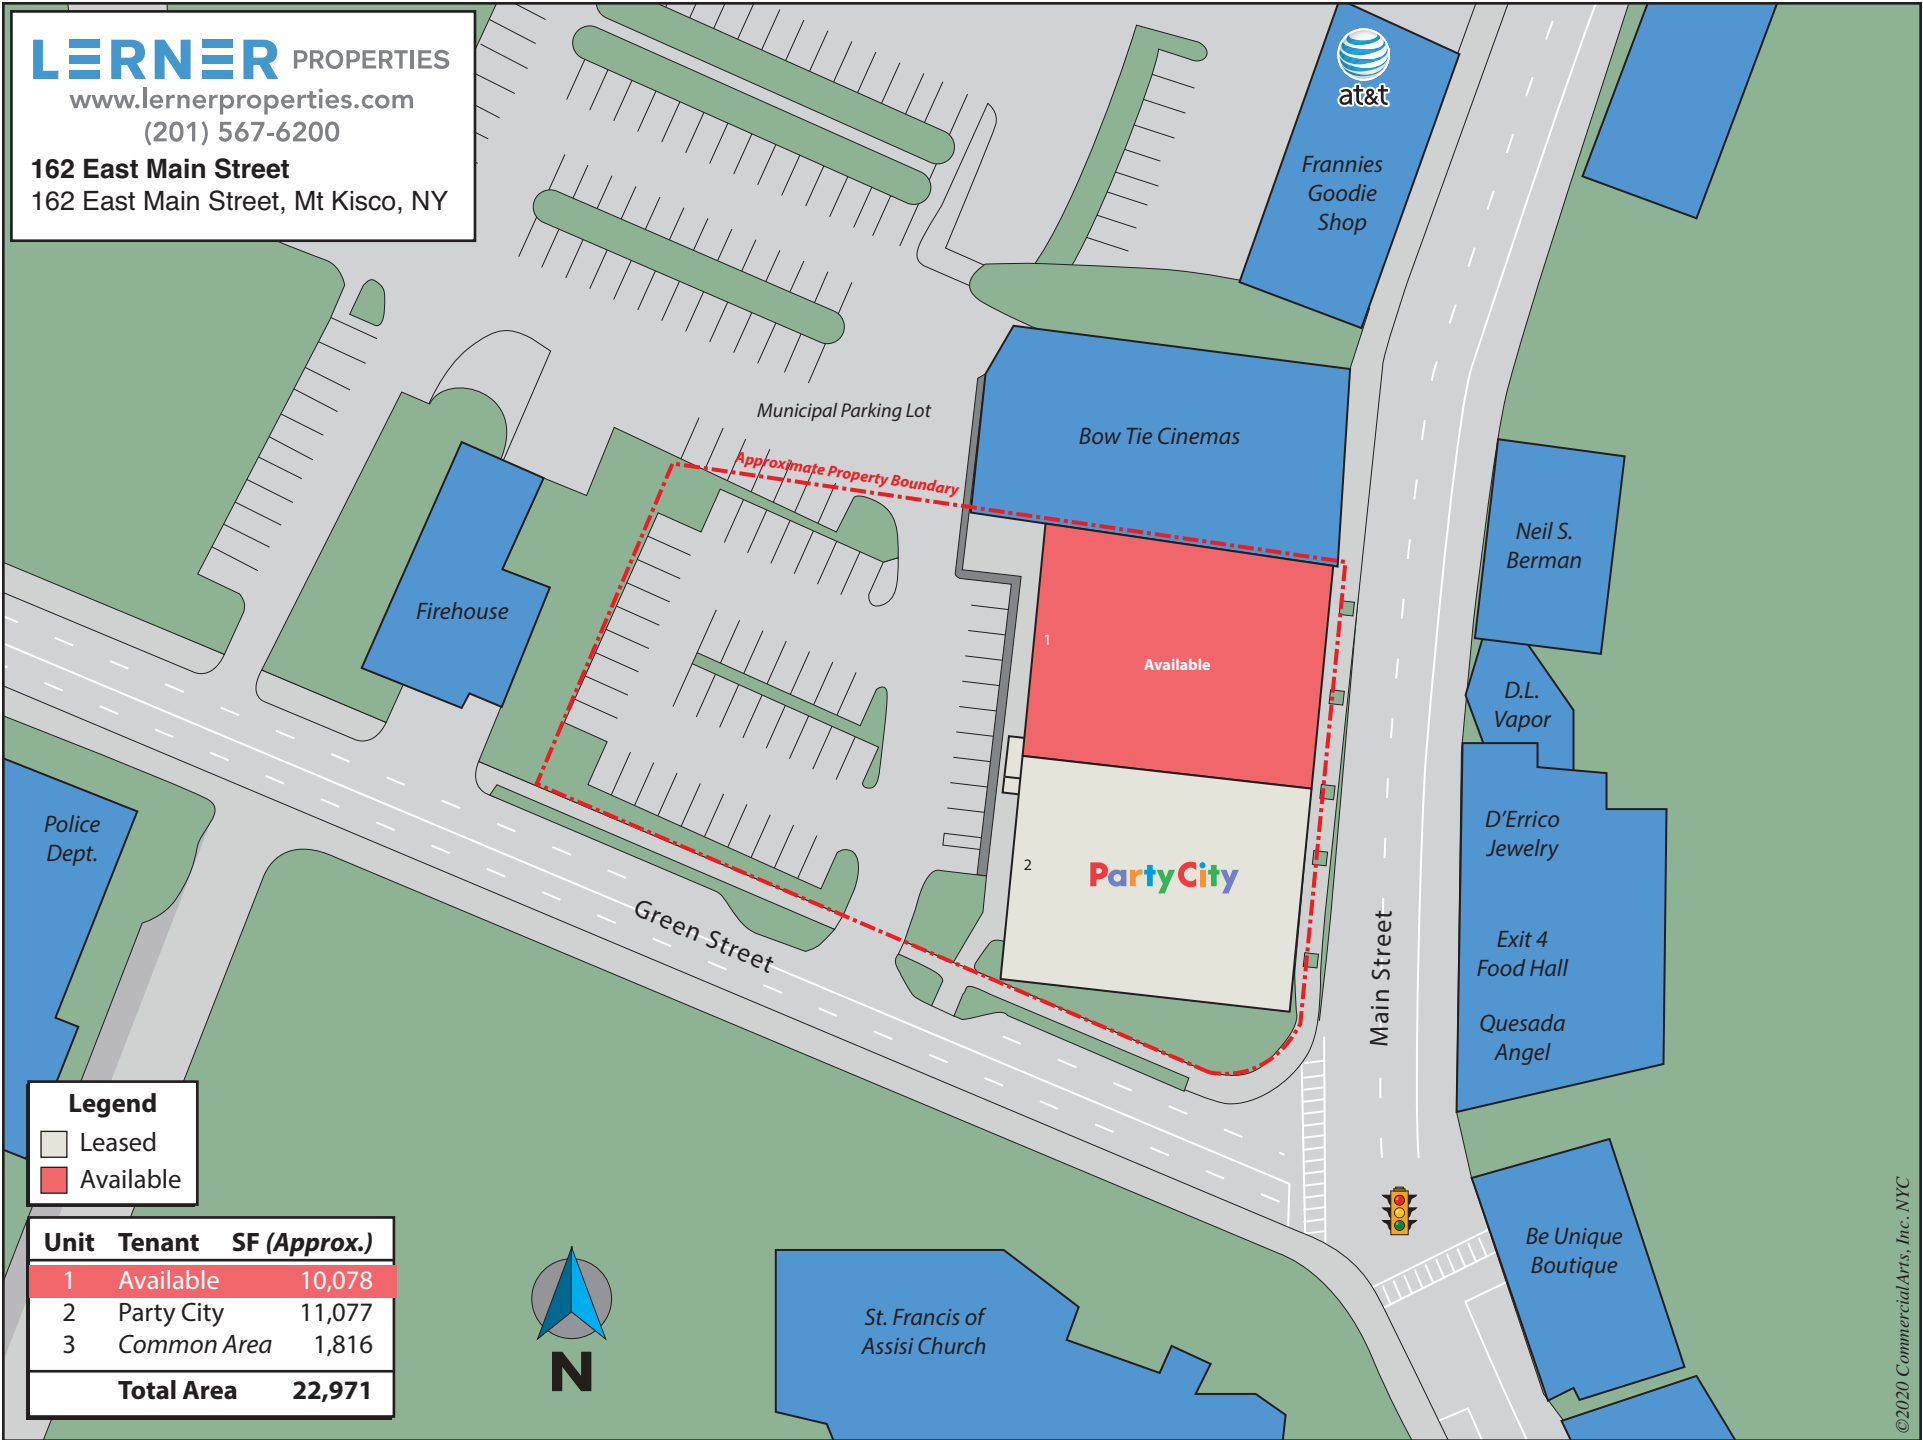 LERNER PROPERTIES
www.lernerproperties.com
(201) 567-6200
162 East Main Street
162 East Main Street, Mt Kisco, NY
at&t
Frannies
Goodie
Shop
Municipal Parking Lot
Approximate Property Boundary
Bow Tie Cinemas
Neil S.
Berman
Firehouse
1
Available
D.L.
Vapor
Police
Dept.
D'Errico
Jewelry
2
PartyCity
Green Street
Main Street
Exit 4
Food Hall
Quesada
Angel
Legend
Leased
Available
Unit Tenant SF (Approx.)
1 Available 10,078
2 Party City 11,077
3 Common Area 1,816
Total Area 22,971
N
St. Francis of
Assisi Church
Be Unique
Boutique
©2020 CommercialArts, Inc. NYC